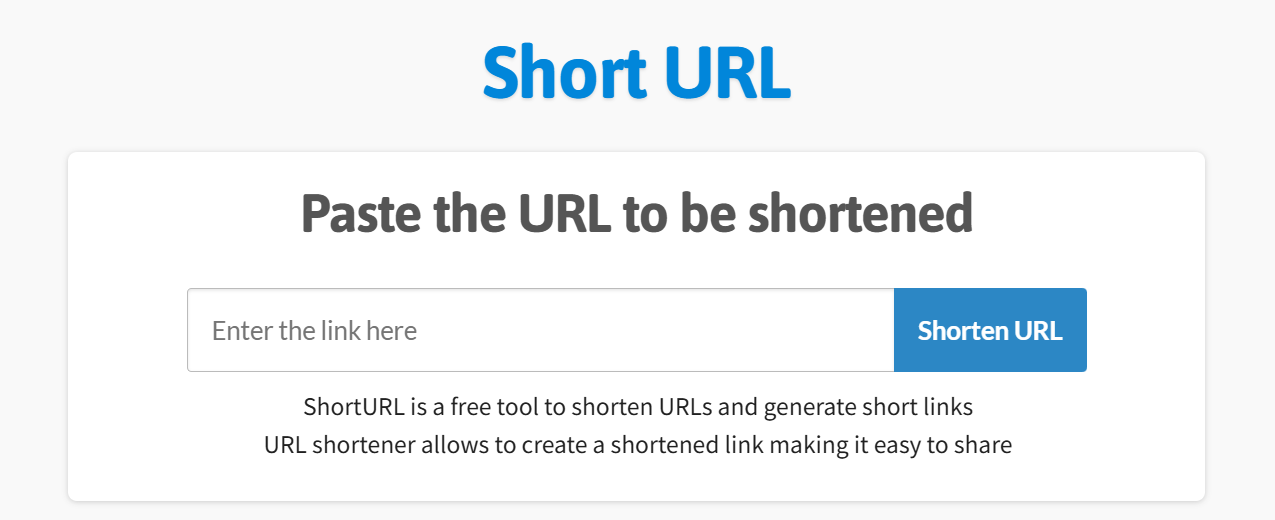 Short URL
Paste the URL to be shortened
Enter the link here
Shorten URL
ShortURL is a free tool to shorten URLs and generate short links
URL shortener allows to create a shortened link making it easy to share